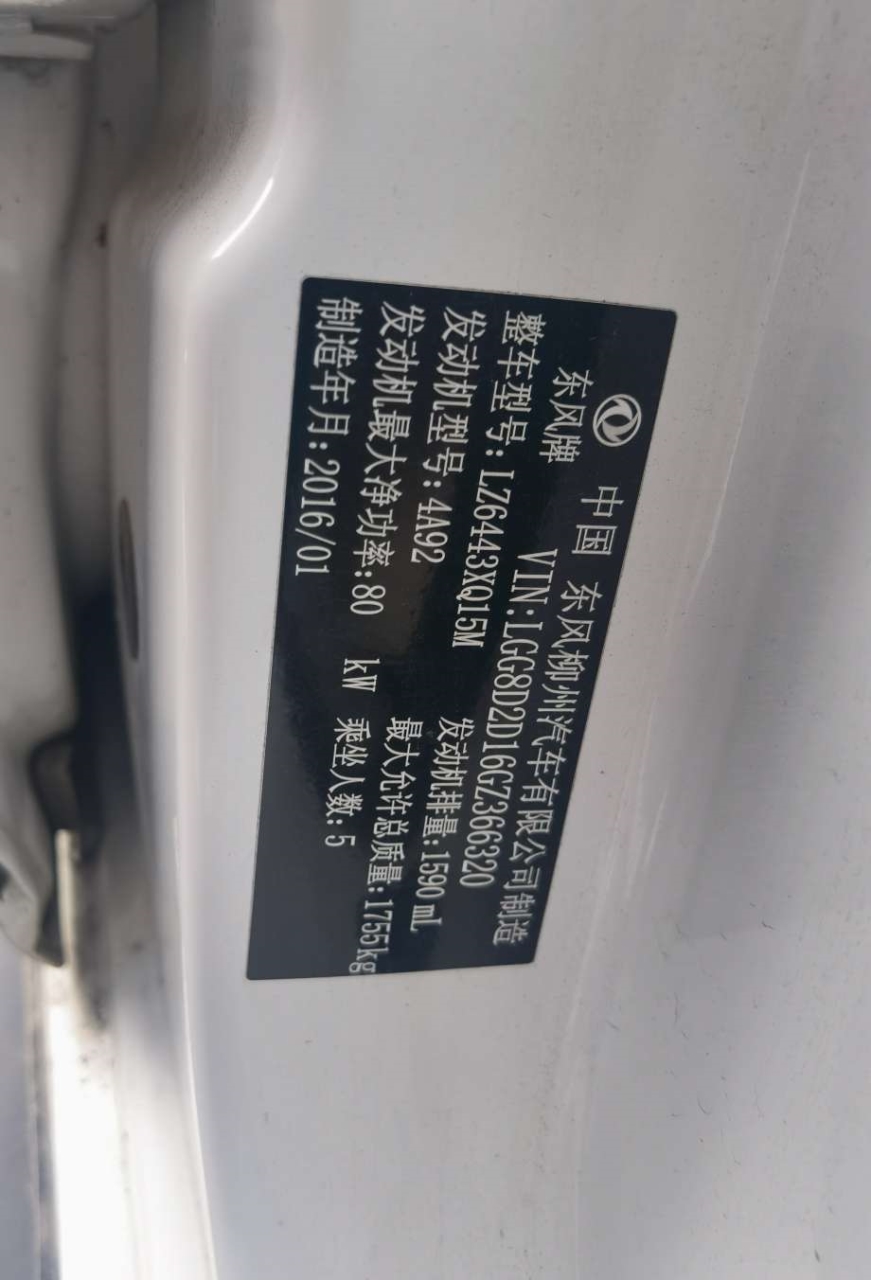 东风牌 中国 东风柳州汽车有限公司制造
VIN:LGG8D2D16GZ366320
整车型号:LZ6443XQ15M
发动机型号:4A92 发动机排量:1590 mL
发动机最大净功率:80 kW 最大允许总质量:1755kg
制造年月:2016/01 乘坐人数:5